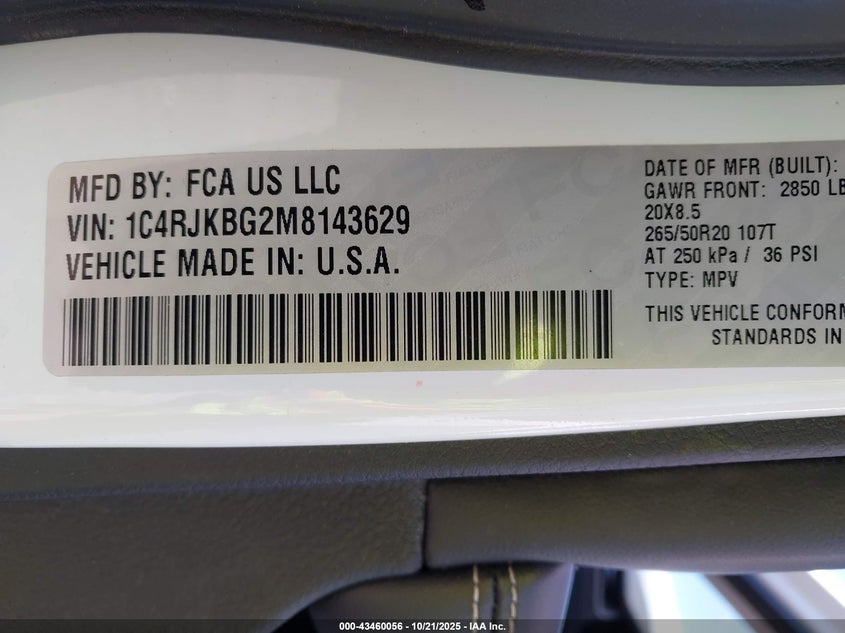 MFD BY: FCA US LLC
VIN: 1C4RJKBG2M8143629
VEHICLE MADE IN: U.S.A.
DATE OF MFR (BUILT):
GAWR FRONT: 2850 LB
20X8.5
265/50R20 107T
AT 250 kPa / 36 PSI
TYPE: MPV
THIS VEHICLE CONFORM
STANDARDS IN
000-43460056 - 10/21/2025 - IAA Inc.